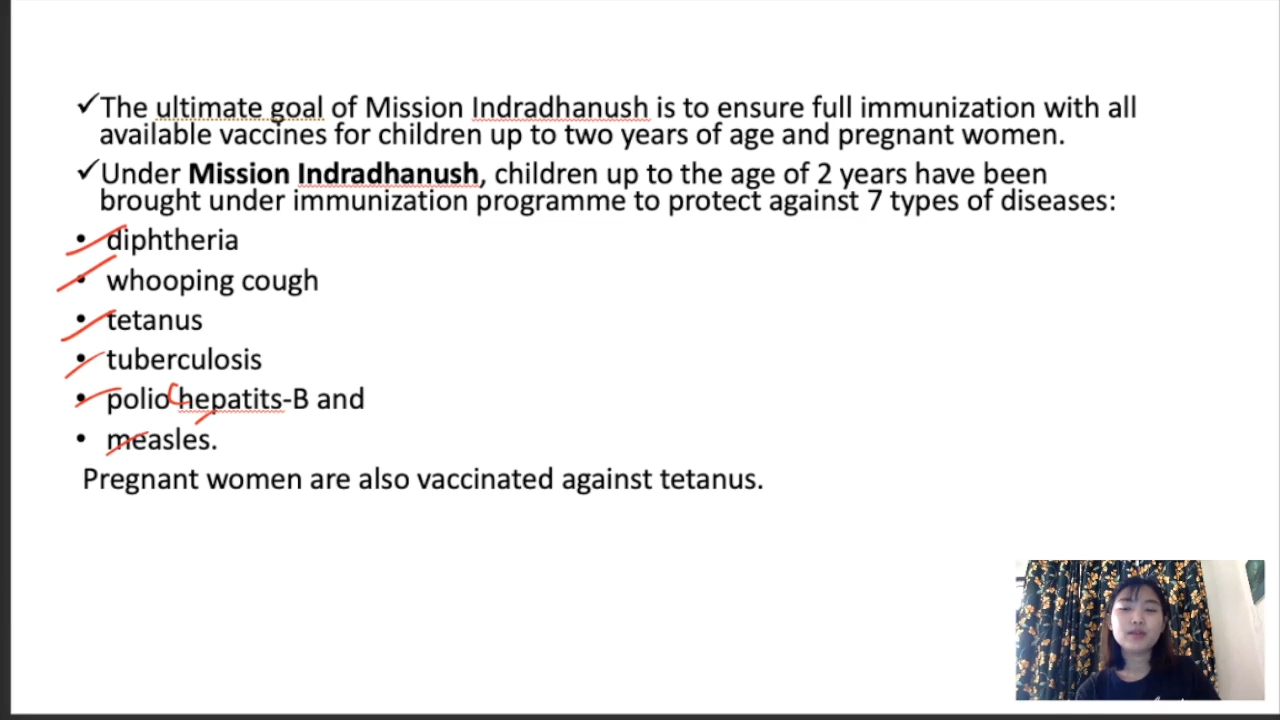 ✓The ultimate goal of Mission Indradhanush is to ensure full immunization with all
available vaccines for children up to two years of age and pregnant women.
✓Under Mission Indradhanush, children up to the age of 2 years have been
brought under immunization programme to protect against 7 types of diseases:
• diphtheria
• whooping cough
• tetanus
• tuberculosis
• polio hepatits-B and
• measles.
Pregnant women are also vaccinated against tetanus.